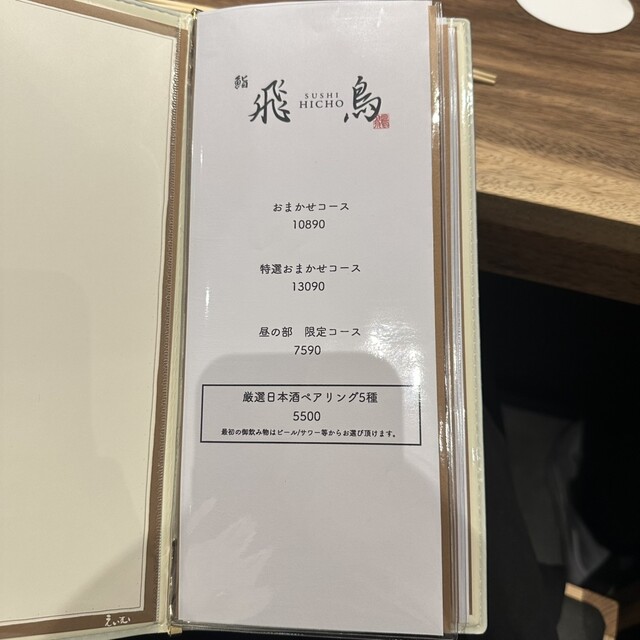 鮨
飛鳥
SUSHI
HICHO
おまかせコース
10890
特選おまかせコース
13090
昼の部 限定コース
7590
厳選日本酒ペアリング5種
5500
最初の御飲み物はビール/サワー等からお選び頂けます。
えいむ